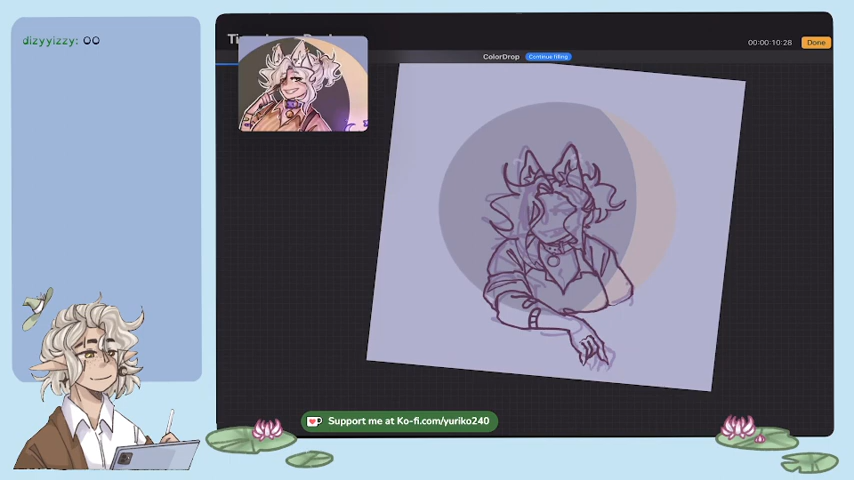 dizyyizzy: OO
00:00:10:28
Done
ColorDrop
Continue filling
Support me at Ko-fi.com/yuriko240